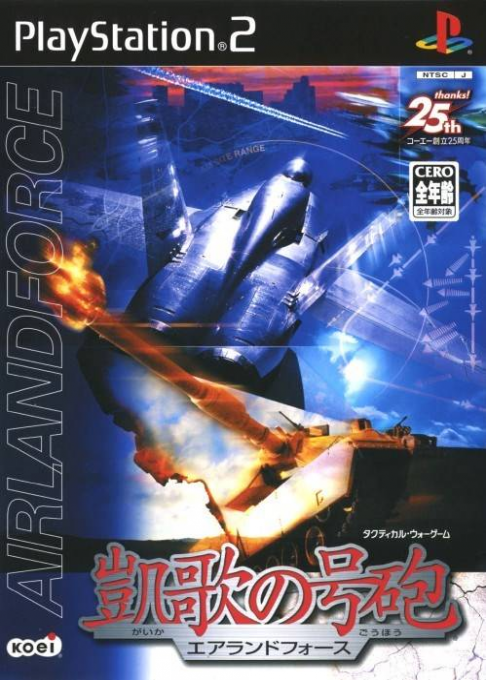 PlayStation®2
NTSC J
thanks!
25th
コーエー創立25周年
CERO
全年齢
全年齢対象
AIRLANDFORCE
タクティカル・ウォーゲーム
凱歌の号砲
がいか ごうほう
エアランドフォース
KOEI